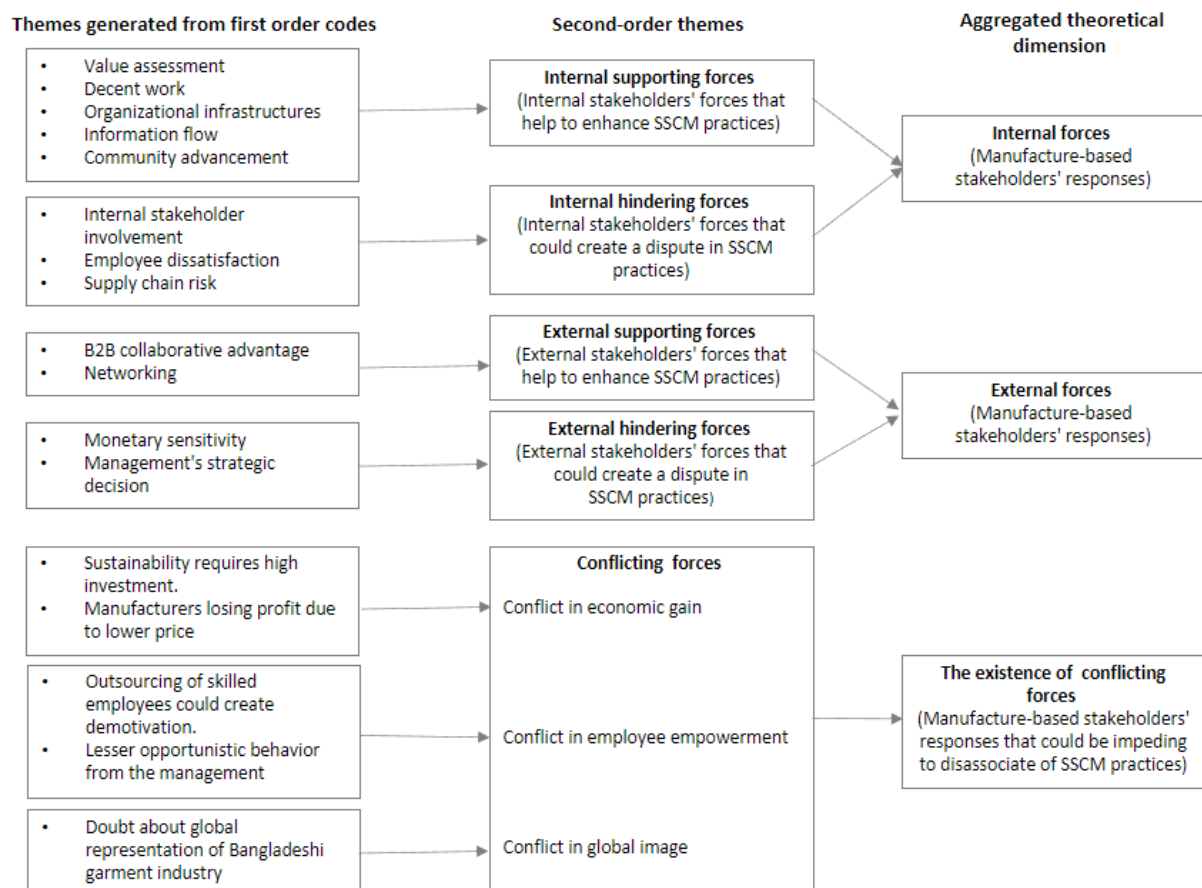 Themes generated from first order codes
Second-order themes
Aggregated theoretical
dimension
• Value assessment
• Decent work
• Organizational infrastructures
• Information flow
• Community advancement
Internal supporting forces
(Internal stakeholders' forces that
help to enhance SSCM practices)
Internal forces
(Manufacture-based
stakeholders' responses)
• Internal stakeholder
involvement
• Employee dissatisfaction
• Supply chain risk
Internal hindering forces
(Internal stakeholders' forces that
could create a dispute in SSCM
practices)
• B2B collaborative advantage
• Networking
External supporting forces
(External stakeholders' forces that
help to enhance SSCM practices)
External forces
(Manufacture-based
stakeholders' responses)
• Monetary sensitivity
• Management's strategic
decision
External hindering forces
(External stakeholders' forces that
could create a dispute in
SSCM practices)
• Sustainability requires high
investment.
• Manufacturers losing profit due
to lower price
Conflicting forces
Conflict in economic gain
• Outsourcing of skilled
employees could create
demotivation.
• Lesser opportunistic behavior
from the management
Conflict in employee empowerment
The existence of conflicting
forces
(Manufacture-based stakeholders'
responses that could be impeding
to disassociate of SSCM practices)
• Doubt about global
representation of Bangladeshi
garment industry
Conflict in global image